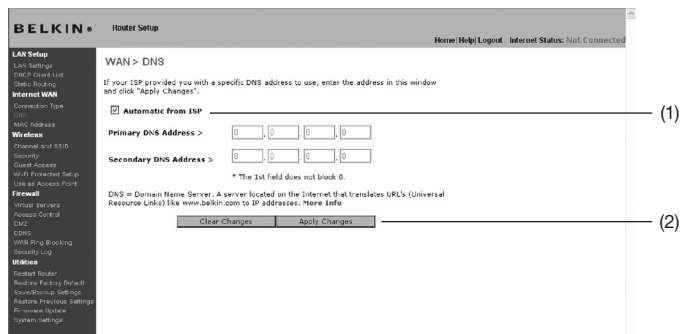 BELKIN
Router Setup
Home|Help|Logout Internet Status: Not Connected
LAN Setup
LAN Settings
DHCP Client List
Static Routing
Internet WAN
Connection Type
DNS
MAC Address
Wireless
Channel and SSID
Security
Guest Access
Wi-Fi Protected Setup
Use as Access Point
Firewall
Virtual Servers
Access Control
DMZ
DDNS
WAN Ping Blocking
Security Log
Utilities
Restart Router
Restore Factory Default
Save/Backup Settings
Restore Previous Settings
Firmware Update
System Settings
WAN > DNS
If your ISP provided you with a specific DNS address to use, enter the address in this window
and click "Apply Changes".
Automatic from ISP
(1)
Primary DNS Address > 0 . 0 . 0 . 0
Secondary DNS Address > 0 . 0 . 0 . 0
* The 1st field does not block 0.
DNS = Domain Name Server. A server located on the Internet that translates URL's (Universal
Resource Links) like www.belkin.com to IP addresses. More Info
Clear Changes Apply Changes
(2)